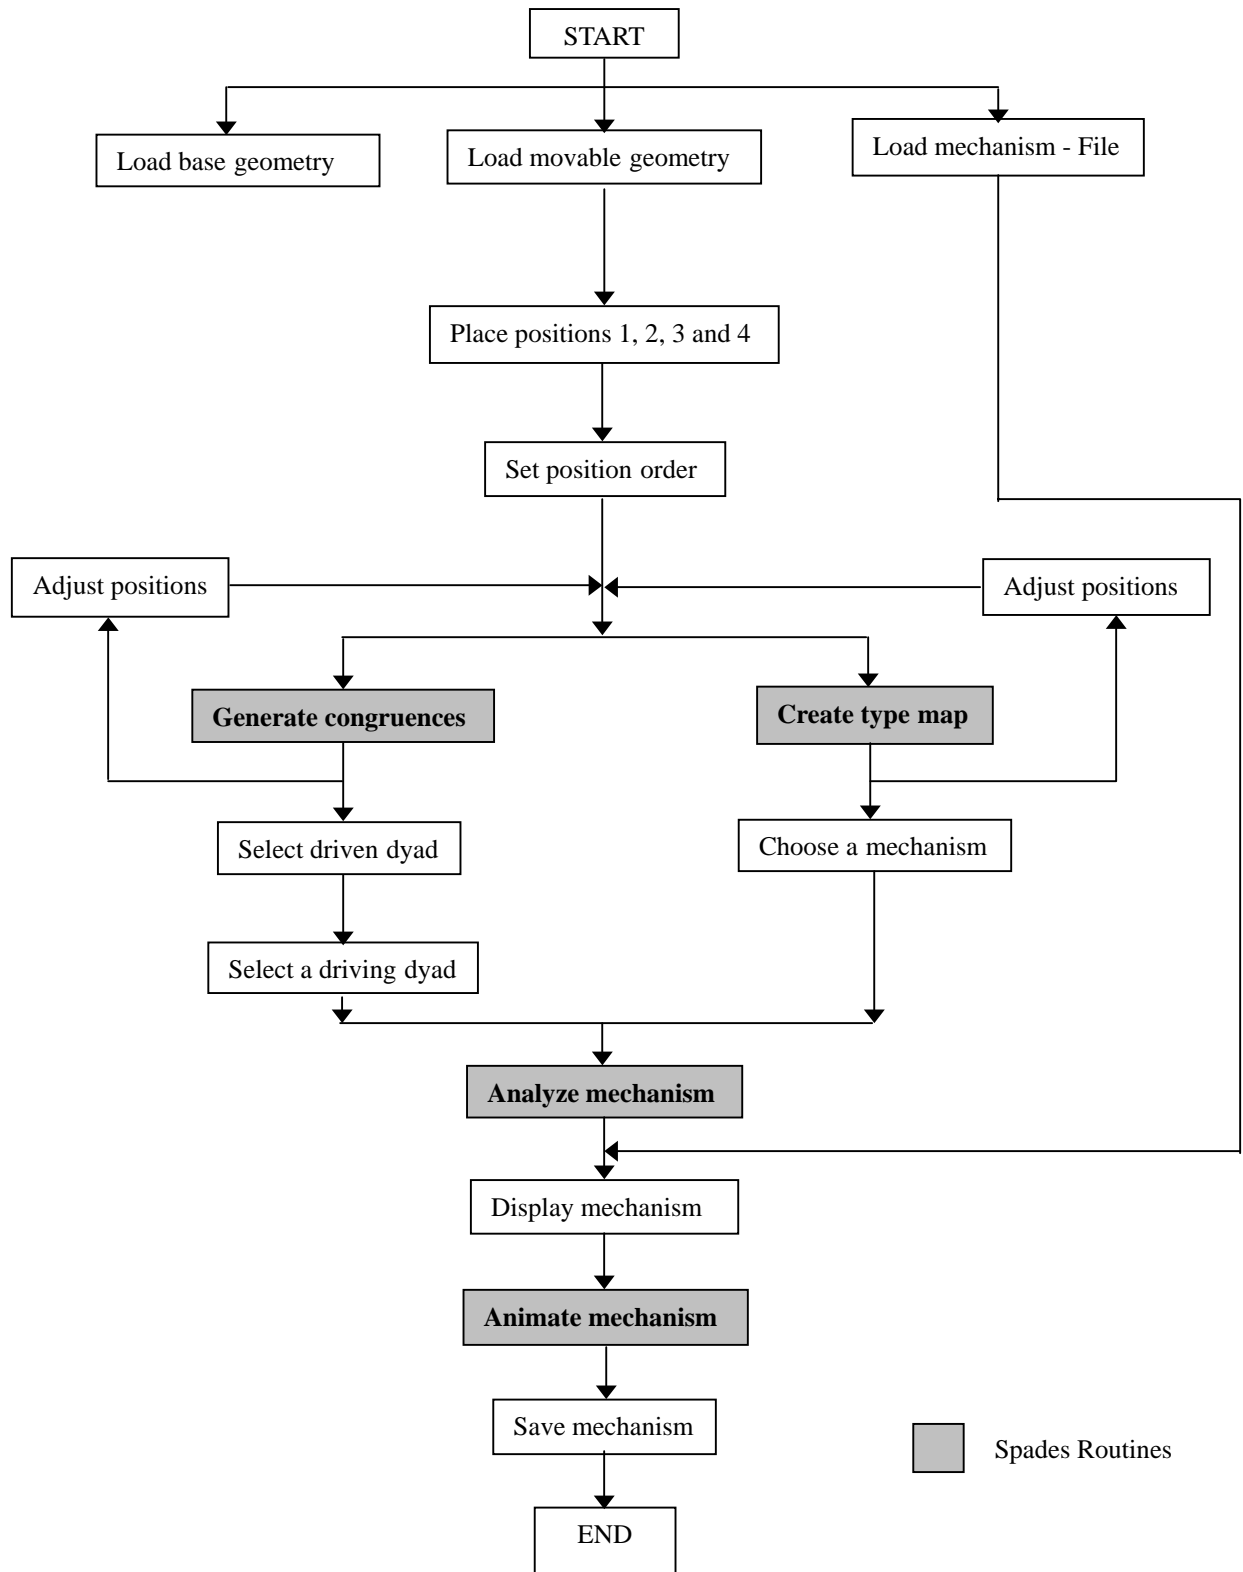 START
Load base geometry
Load movable geometry
Load mechanism - File
Place positions 1, 2, 3 and 4
Set position order
Adjust positions
Adjust positions
Generate congruences
Create type map
Select driven dyad
Choose a mechanism
Select a driving dyad
Analyze mechanism
Display mechanism
Animate mechanism
Save mechanism
Spades Routines
END